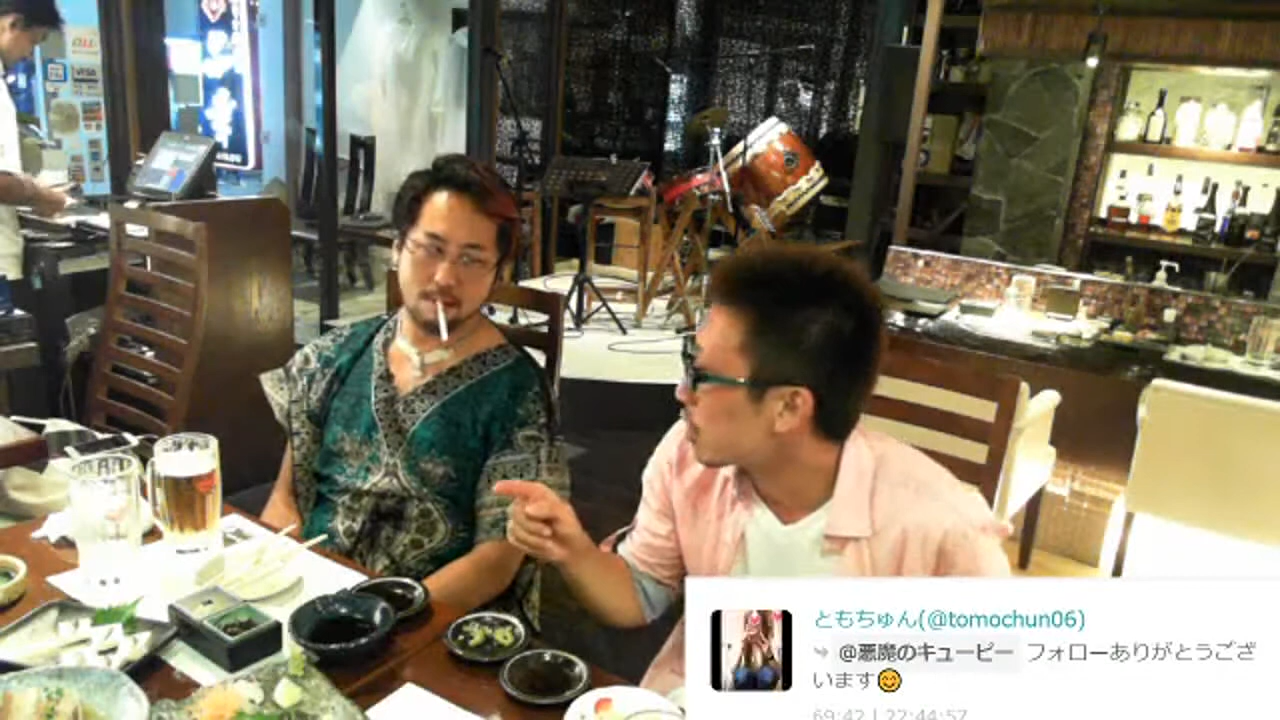 VISA
ともちゅん(@tomochun06)
@悪魔のキューピー フォローありがとうござ
います😊
69:42 | 22:44:57